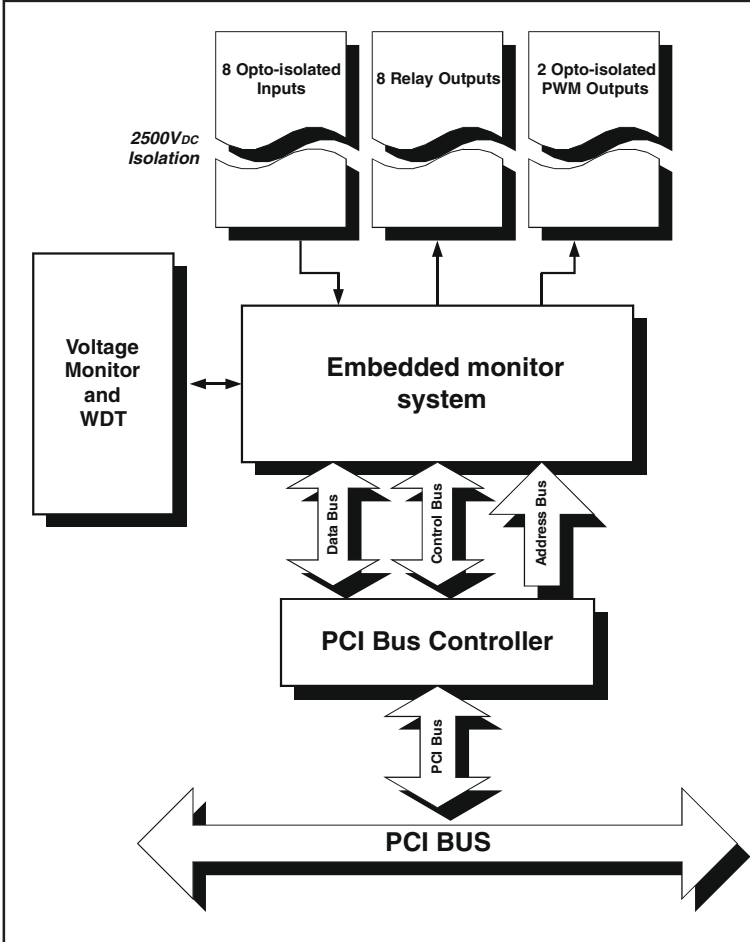 8 Opto-isolated
Inputs
8 Relay Outputs
2 Opto-isolated
PWM Outputs
2500VDC
Isolation
Voltage
Monitor
and
WDT
Embedded monitor
system
Data Bus
Control Bus
Address Bus
PCI Bus Controller
PCI Bus
PCI BUS